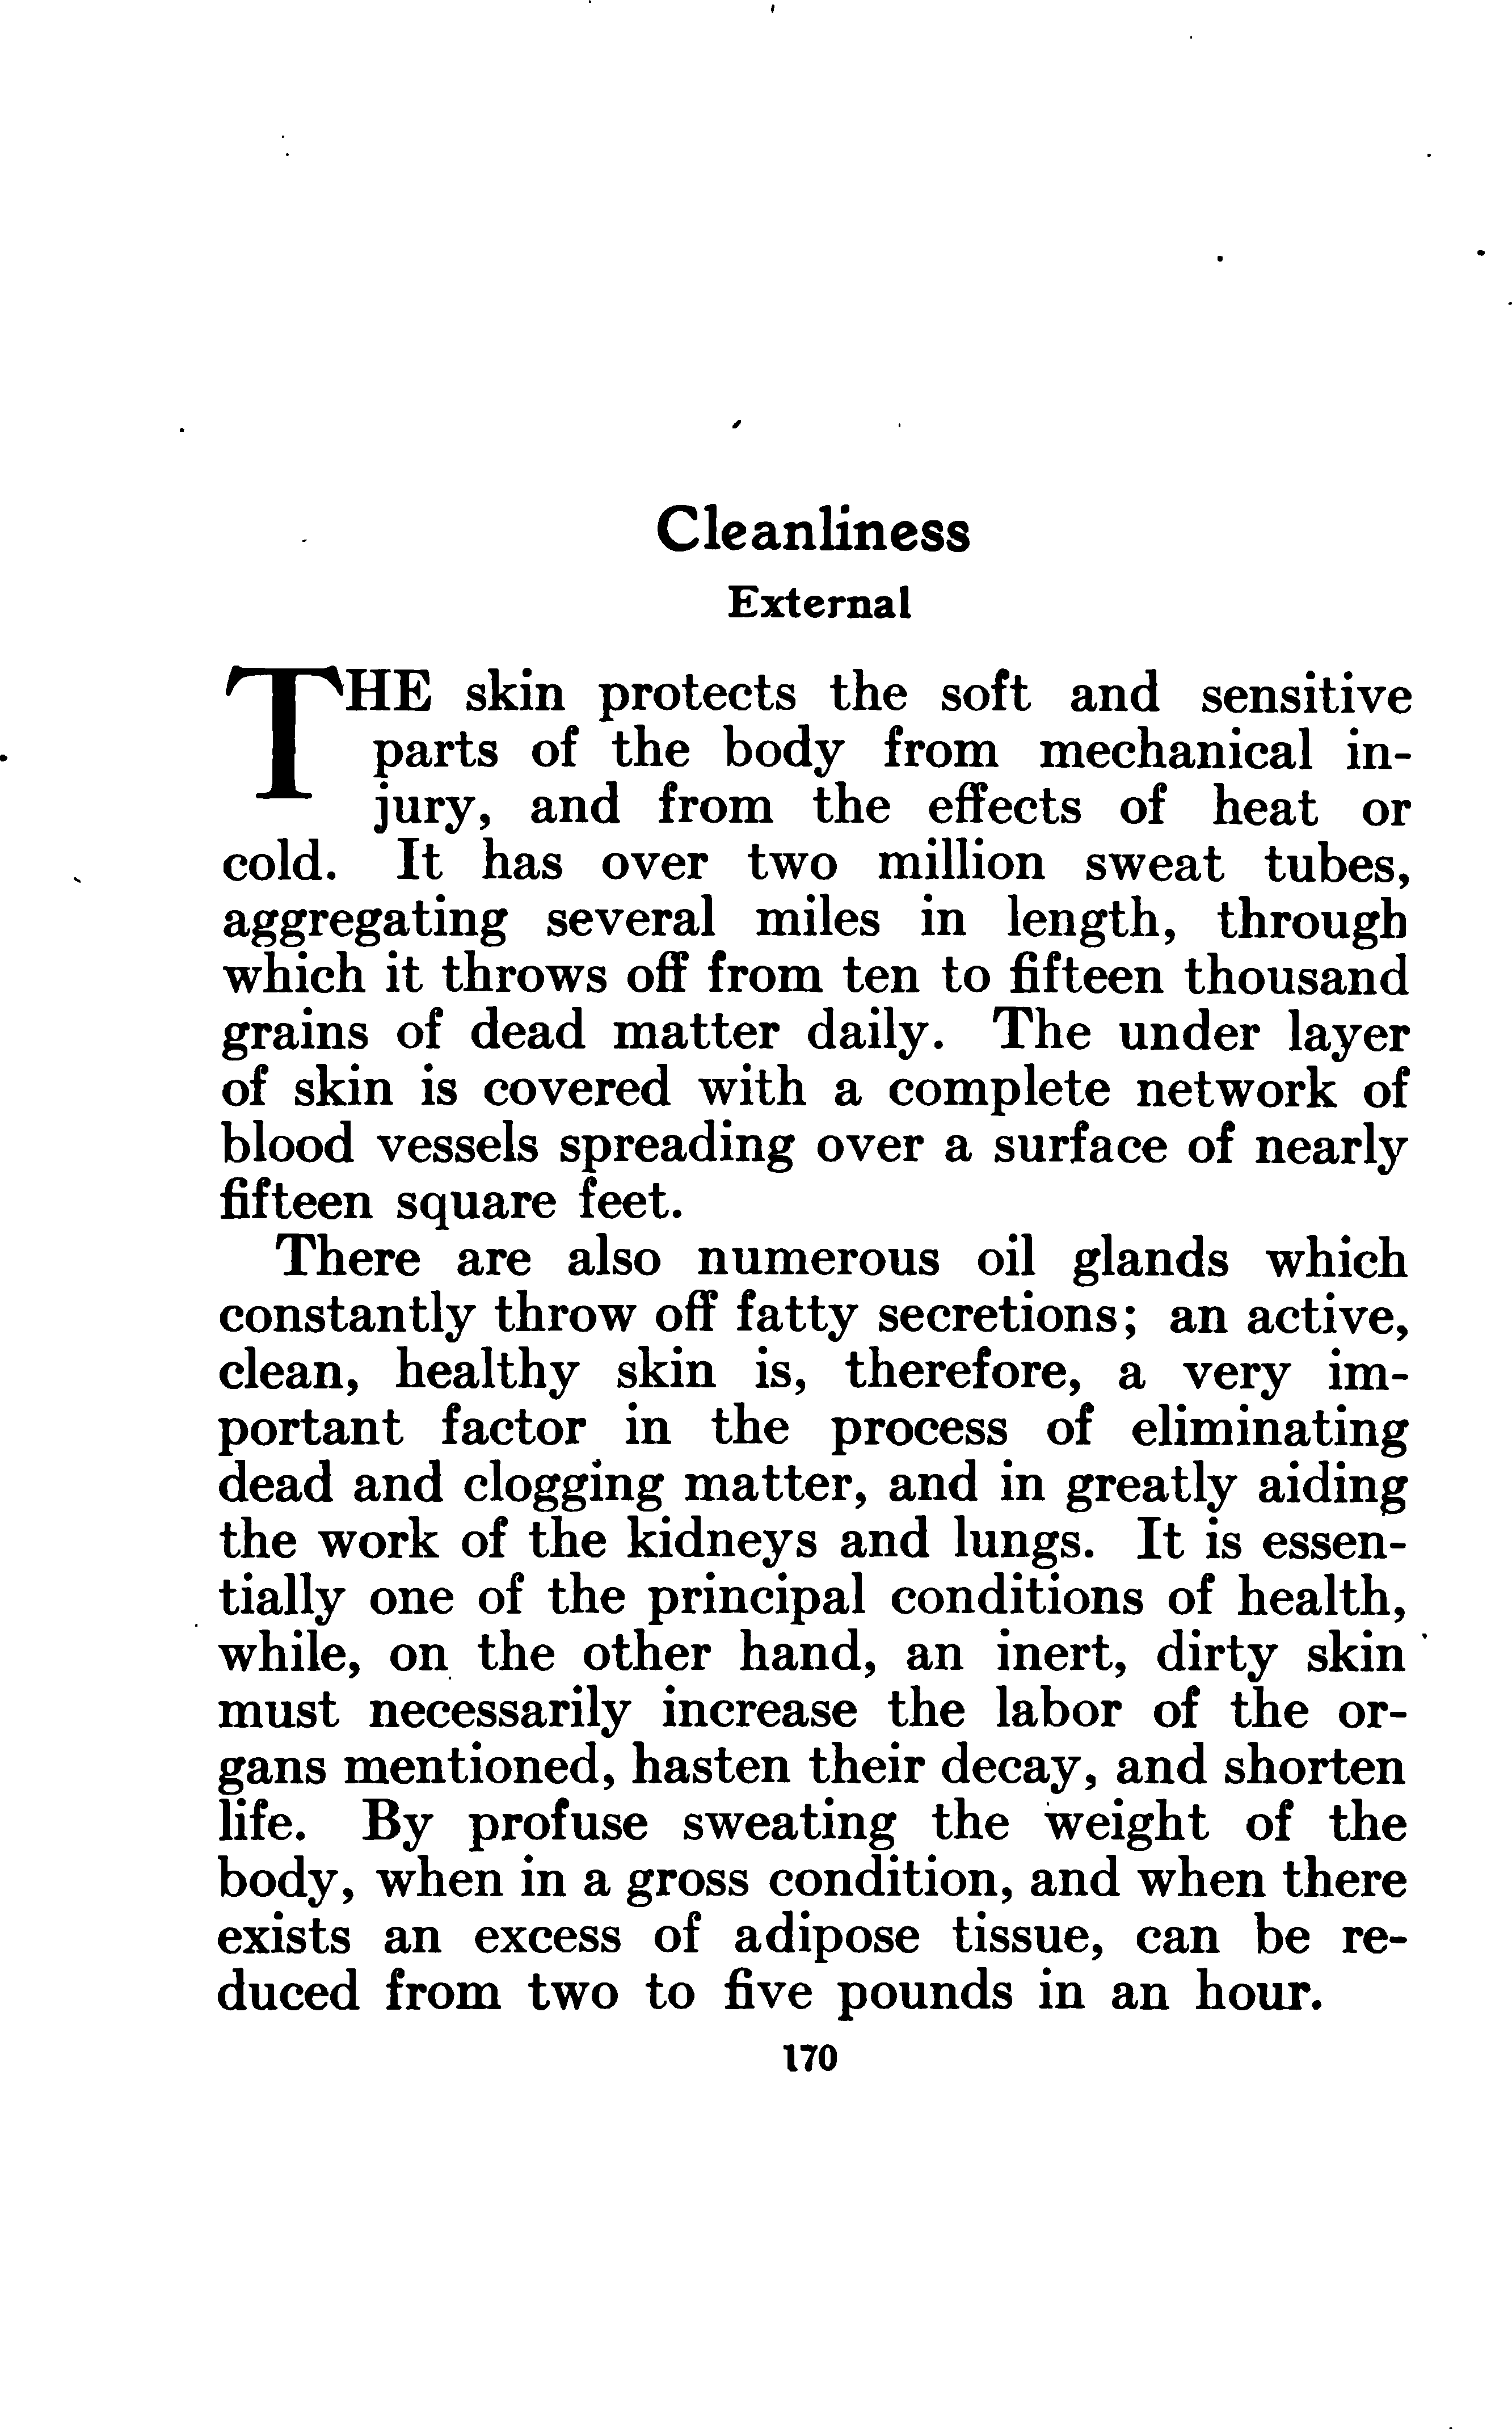 Cleanliness
External
THE skin protects the soft and sensitive
parts of the body from mechanical in-
jury, and from the effects of heat or
cold. It has over two million sweat tubes,
aggregating several miles in length, through
which it throws off from ten to fifteen thousand
grains of dead matter daily. The under layer
of skin is covered with a complete network of
blood vessels spreading over a surface of nearly
fifteen square feet.
There are also numerous oil glands which
constantly throw off fatty secretions; an active,
clean, healthy skin is, therefore, a very im-
portant factor in the process of eliminating
dead and clogging matter, and in greatly aiding
the work of the kidneys and lungs. It is essen-
tially one of the principal conditions of health,
while, on the other hand, an inert, dirty skin
must necessarily increase the labor of the or-
gans mentioned, hasten their decay, and shorten
life. By profuse sweating the weight of the
body, when in a gross condition, and when there
exists an excess of adipose tissue, can be re-
duced from two to five pounds in an hour.
170